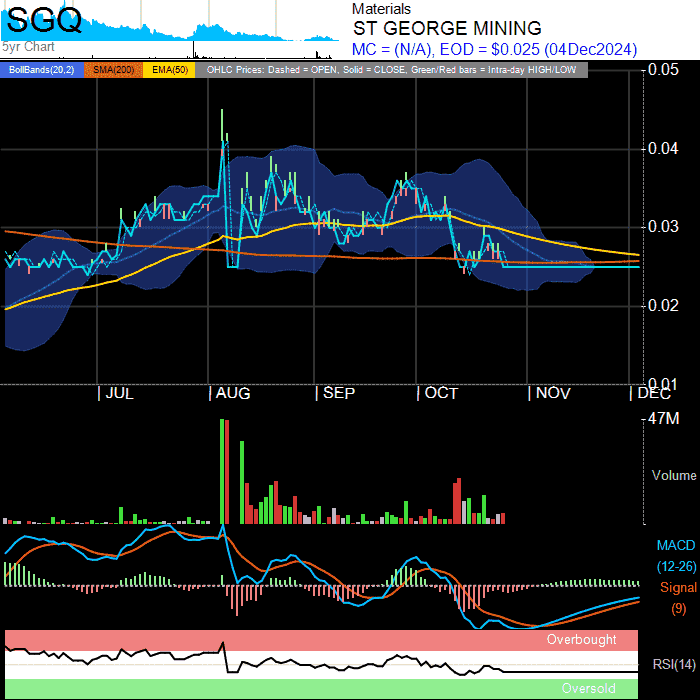 SGQ
5yr Chart
Materials
ST GEORGE MINING
MC = (N/A), EOD = $0.025 (04Dec2024)
BollBands(20,2) SMA(200) EMA(50) OHLC Prices: Dashed = OPEN, Solid = CLOSE, Green/Red bars = Intra-day HIGH/LOW
0.05
0.04
0.03
0.02
0.01
JUL AUG SEP OCT NOV DEC
47M
Volume
MACD
(12-26)
Signal
(9)
Overbought
RSI(14)
Oversold